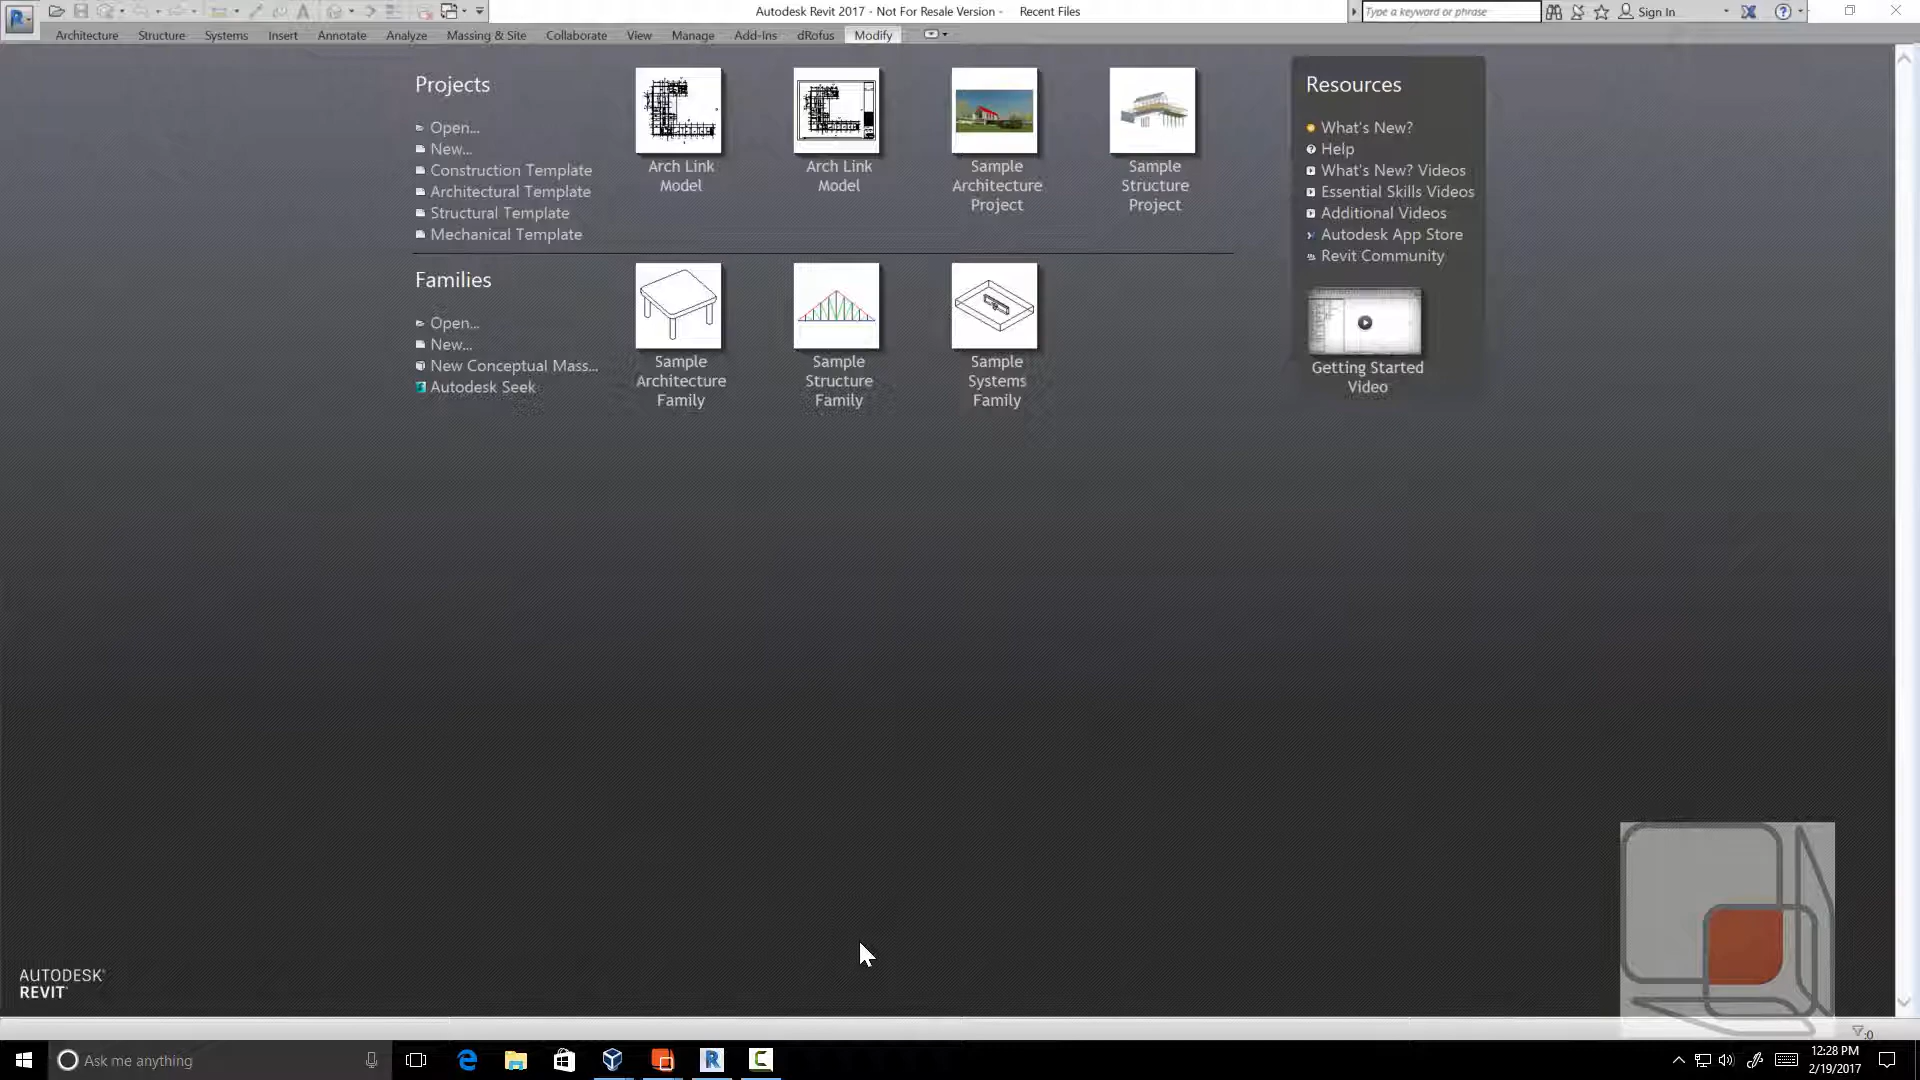 Autodesk Revit 2017 - Not For Resale Version - Recent Files
Type a keyword or phrase
Sign In
Architecture Structure Systems Insert Annotate Analyze Massing & Site Collaborate View Manage Add-Ins dRofus Modify
Projects
Open...
New...
Construction Template
Architectural Template
Structural Template
Mechanical Template
Arch Link
Model
Arch Link
Model
Sample
Architecture
Project
Sample
Structure
Project
Families
Open...
New...
New Conceptual Mass...
Autodesk Seek
Sample
Architecture
Family
Sample
Structure
Family
Sample
Systems
Family
Resources
What's New?
Help
What's New? Videos
Essential Skills Videos
Additional Videos
Autodesk App Store
Revit Community
Getting Started
Video
AUTODESK®
REVIT®
:0
Ask me anything
12:28 PM
2/19/2017